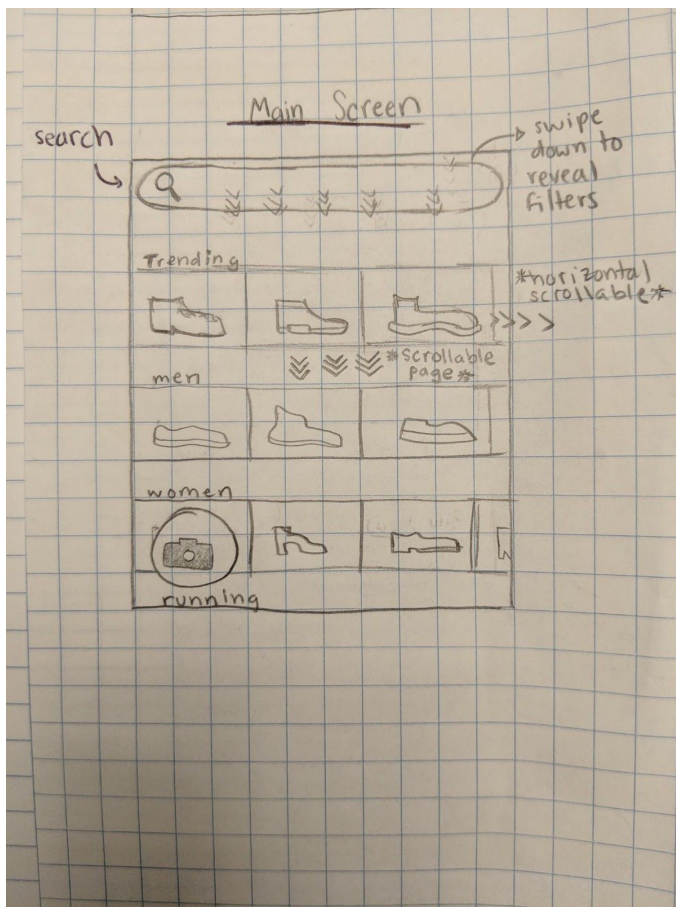 Main Screen
search
swipe
down to
reveal
filters
Trending
*horizontal
scrollable*
*scrollable
page*
men
women
running